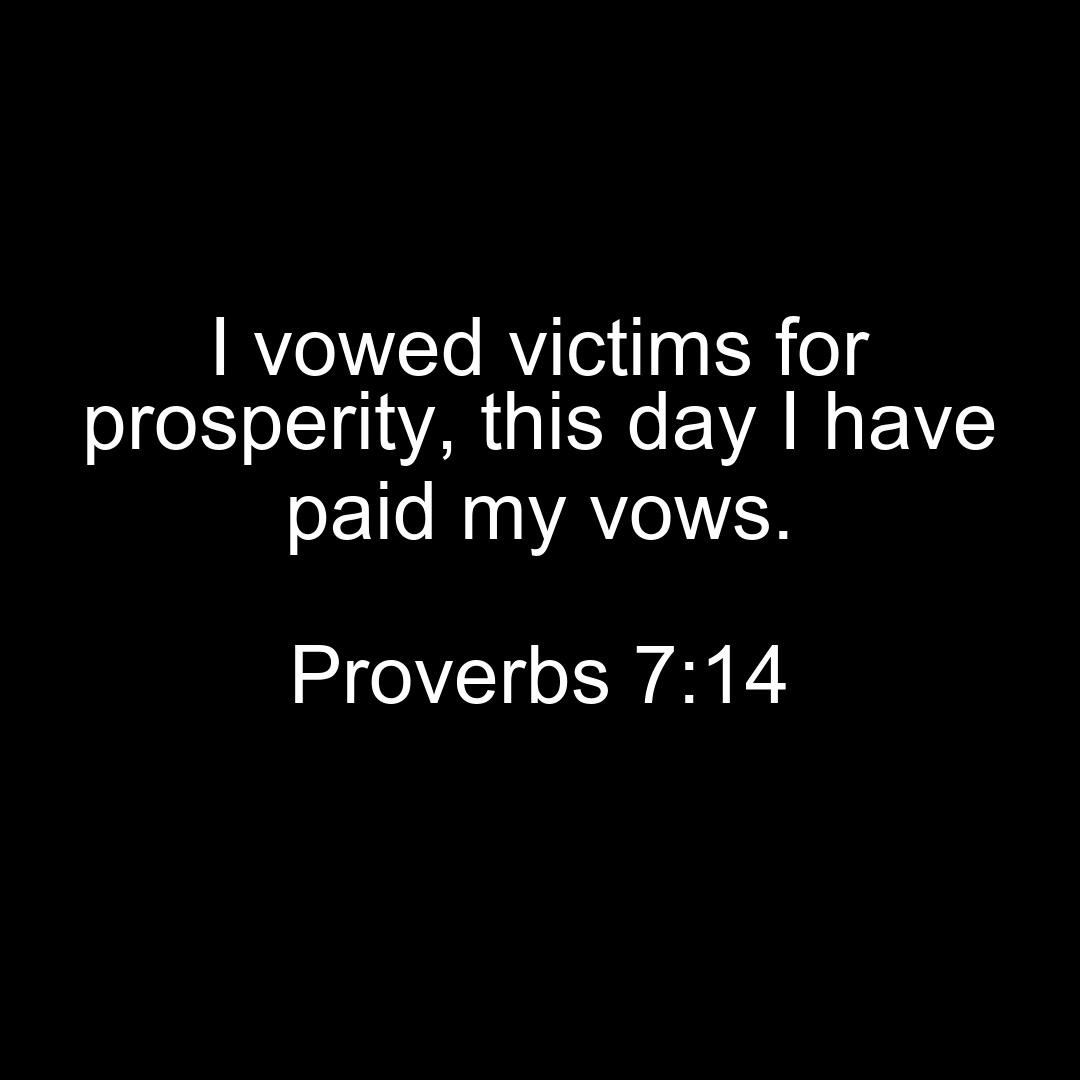 I vowed victims for
prosperity, this day I have
paid my vows.
Proverbs 7:14